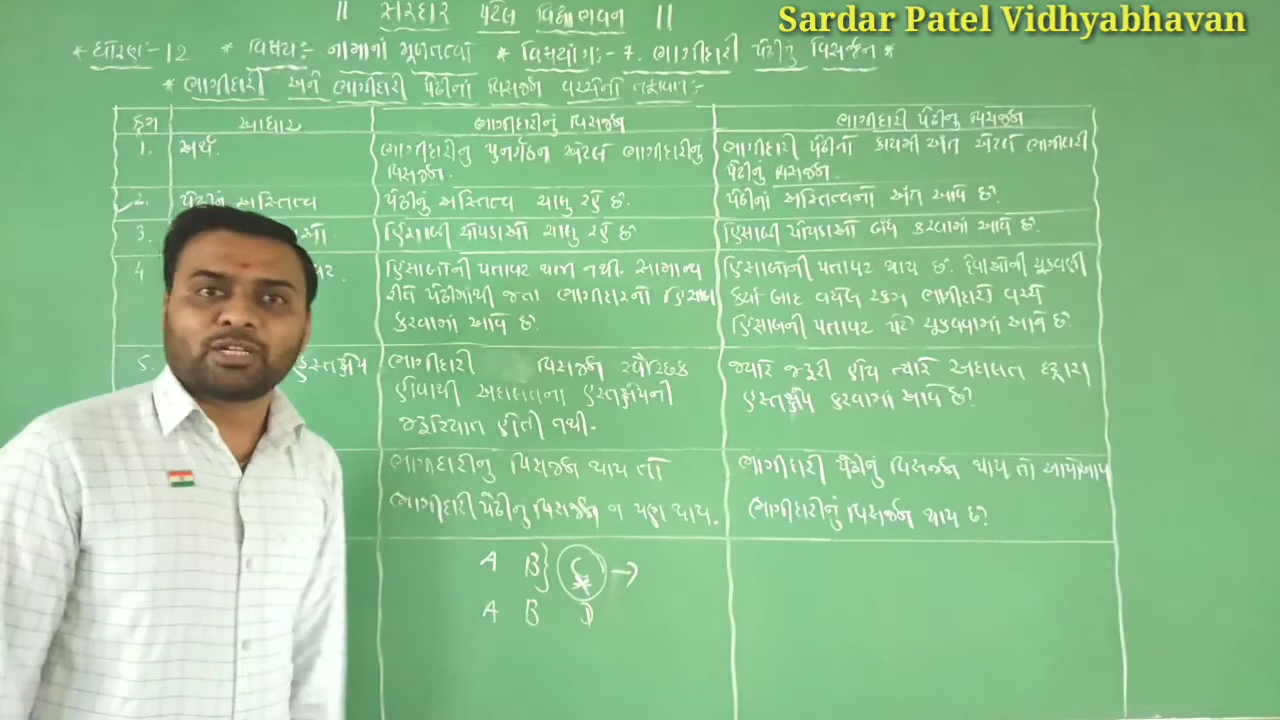 Sardar Patel Vidhyabhavan
|| સરદાર પટેલ વિદ્યાભવન ||
* ધોરણ:- 12 * વિષય:- નામાનાં મૂળતત્વો * વિષયાંગ:- 7. ભાગીદારી પેઢીનું વિસર્જન *
* ભાગીદારી અને ભાગીદારી પેઢીનાં વિસર્જન વચ્ચેનો તફાવત:-
ક્રમ આધાર ભાગીદારીનું વિસર્જન ભાગીદારી પેઢીનું વિસર્જન
1. અર્થ. ભાગીદારીનું પુનર્ગઠન એટલે ભાગીદારીનું ભાગીદારી પેઢીનો કાયમી અંત એટલે ભાગીદારી
વિસર્જન. પેઢીનું વિસર્જન.
2. પેઢીનું અસ્તિત્વ પેઢીનું અસ્તિત્વ ચાલુ રહે છે. પેઢીનાં અસ્તિત્વનો અંત આવે છે.
3. હિસાબી ચોપડાઓ ચાલુ રહે છે હિસાબી ચોપડાઓ બંધ કરવામાં આવે છે.
4 હિસાબોની પતાવટ થતી નથી. સામાન્ય હિસાબોની પતાવટ થાય છે. દેવાઓની ચૂકવણી
રીતે પેઢીમાંથી જતા ભાગીદારનો હિસાબ કર્યા બાદ વધેલ રકમ ભાગીદારો વચ્ચે
કરવામાં આવે છે. હિસાબની પતાવટ પેટે ચૂકવવામાં આવે છે.
5. હસ્તક્ષેપ ભાગીદારી વિસર્જન સ્વૈચ્છિક જ્યારે જરૂરી હોય ત્યારે અદાલત દ્વારા
હોવાથી અદાલતના હસ્તક્ષેપની હસ્તક્ષેપ કરવામાં આવે છે.
જરૂરિયાત હોતી નથી.
ભાગીદારીનું વિસર્જન થાય તો ભાગીદારી પેઢીનું વિસર્જન થાય તો આપોઆપ
ભાગીદારી પેઢીનું વિસર્જન ન પણ થાય. ભાગીદારીનું વિસર્જન થાય છે.
A B} C →
A B D